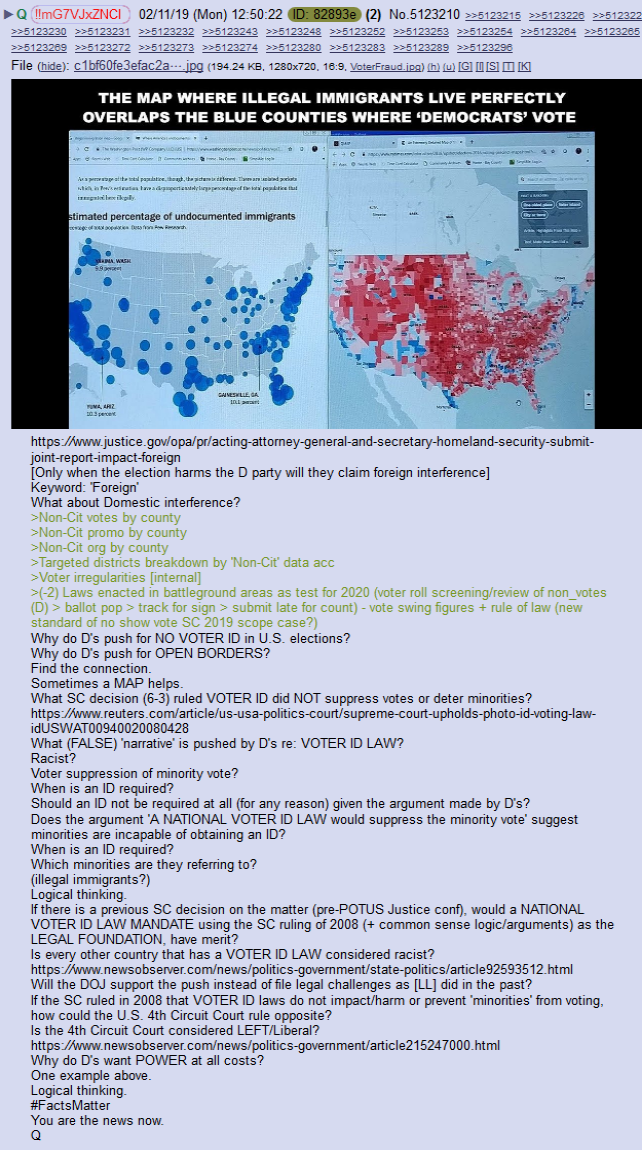 ▶ Q !!mG7VJxZNCI 02/11/19 (Mon) 12:50:22 ID: 82893e (2) No.5123210 >>5123215 >>5123226 >>512322
>>5123230 >>5123231 >>5123232 >>5123243 >>5123248 >>5123252 >>5123253 >>5123254 >>5123264 >>5123265
>>5123269 >>5123272 >>5123273 >>5123274 >>5123280 >>5123283 >>5123289 >>5123296
File (hide): c1bf60fe3efac2a⋯.jpg (194.24 KB, 1280x720, 16:9, VoterFraud.jpg) (h) (u) [G] [I] [S] [T] [K]
THE MAP WHERE ILLEGAL IMMIGRANTS LIVE PERFECTLY
OVERLAPS THE BLUE COUNTIES WHERE 'DEMOCRATS' VOTE
As a percentage of the total population, though, the picture is different. There are isolated pockets
which, in Pew's estimation, have a disproportionately large percentage of the total population that
immigrated here illegally.
stimated percentage of undocumented immigrants
rcentage of total population. Data from Pew Research.
YAKIMA, WASH.
9.9 percent
GAINESVILLE, GA.
10.1 percent
YUMA, ARIZ.
10.3 percent
https://www.justice.gov/opa/pr/acting-attorney-general-and-secretary-homeland-security-submit-
joint-report-impact-foreign
[Only when the election harms the D party will they claim foreign interference]
Keyword: 'Foreign'
What about Domestic interference?
>Non-Cit votes by county
>Non-Cit promo by county
>Non-Cit org by county
>Targeted districts breakdown by 'Non-Cit' data acc
>Voter irregularities [internal]
>(-2) Laws enacted in battleground areas as test for 2020 (voter roll screening/review of non_votes
(D) > ballot pop > track for sign > submit late for count) - vote swing figures + rule of law (new
standard of no show vote SC 2019 scope case?)
Why do D's push for NO VOTER ID in U.S. elections?
Why do D's push for OPEN BORDERS?
Find the connection.
Sometimes a MAP helps.
What SC decision (6-3) ruled VOTER ID did NOT suppress votes or deter minorities?
https://www.reuters.com/article/us-usa-politics-court/supreme-court-upholds-photo-id-voting-law-
idUSWAT00940020080428
What (FALSE) 'narrative' is pushed by D's re: VOTER ID LAW?
Racist?
Voter suppression of minority vote?
When is an ID required?
Should an ID not be required at all (for any reason) given the argument made by D's?
Does the argument 'A NATIONAL VOTER ID LAW would suppress the minority vote' suggest
minorities are incapable of obtaining an ID?
When is an ID required?
Which minorities are they referring to?
(illegal immigrants?)
Logical thinking.
If there is a previous SC decision on the matter (pre-POTUS Justice conf), would a NATIONAL
VOTER ID LAW MANDATE using the SC ruling of 2008 (+ common sense logic/arguments) as the
LEGAL FOUNDATION, have merit?
Is every other country that has a VOTER ID LAW considered racist?
https://www.newsobserver.com/news/politics-government/state-politics/article92593512.html
Will the DOJ support the push instead of file legal challenges as [LL] did in the past?
If the SC ruled in 2008 that VOTER ID laws do not impact/harm or prevent 'minorities' from voting,
how could the U.S. 4th Circuit Court rule opposite?
Is the 4th Circuit Court considered LEFT/Liberal?
https://www.newsobserver.com/news/politics-government/article215247000.html
Why do D's want POWER at all costs?
One example above.
Logical thinking.
#FactsMatter
You are the news now.
Q